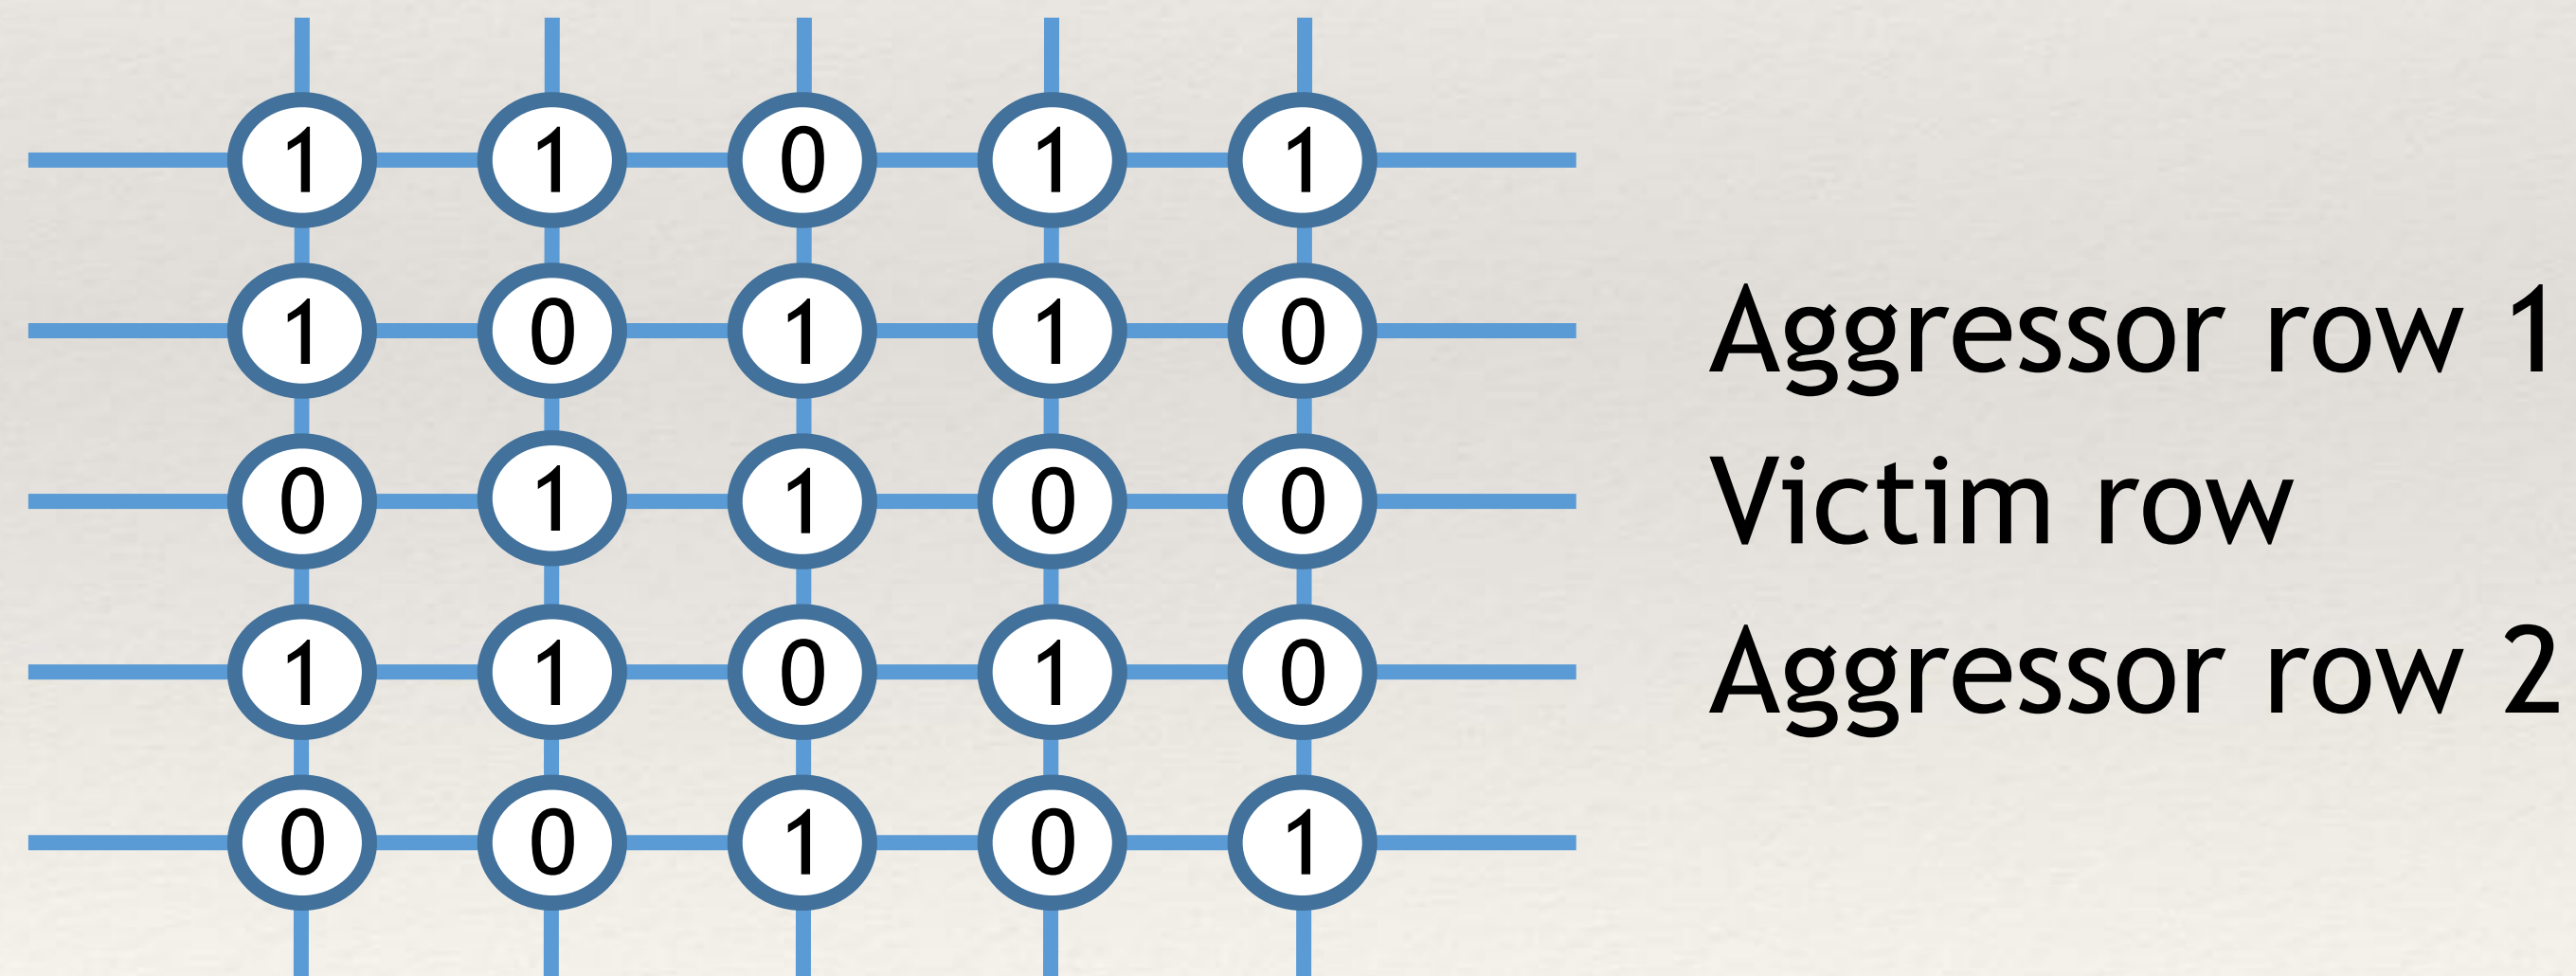 1 1 0 1 1
1 0 1 1 0 Aggressor row 1
0 1 1 0 0 Victim row
1 1 0 1 0 Aggressor row 2
0 0 1 0 1